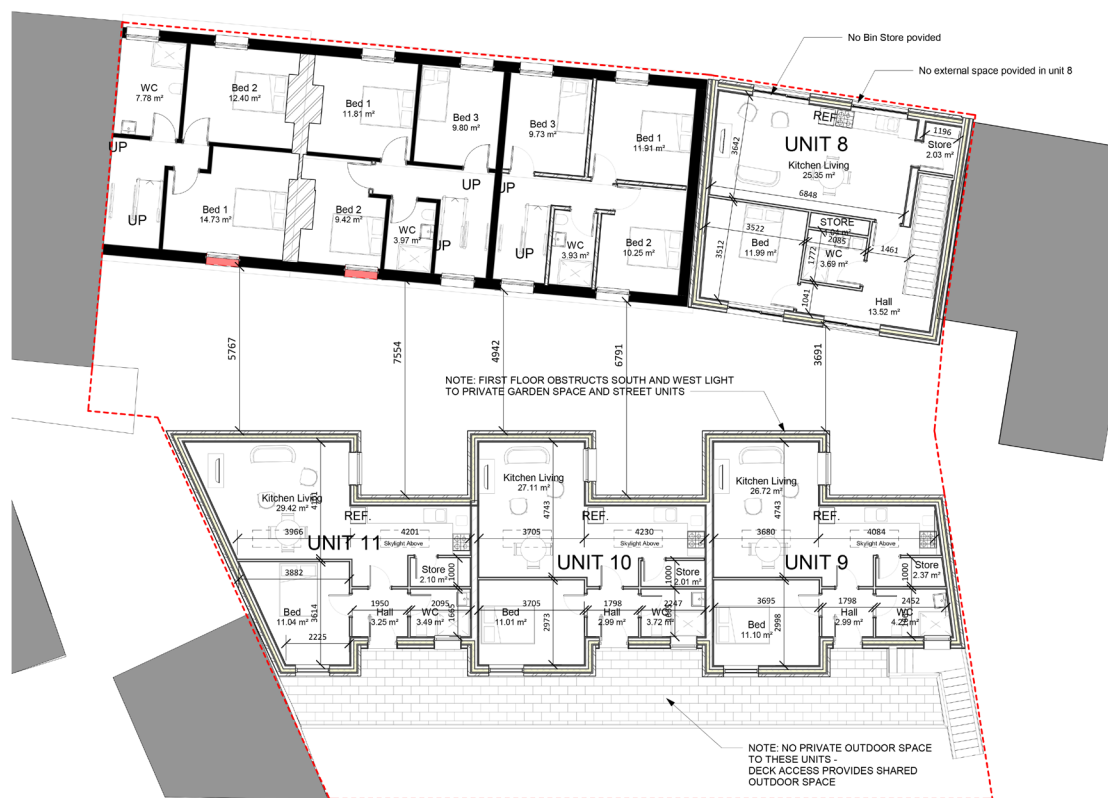 No Bin Store povided
No external space povided in unit 8
WC
7.78 m²
Bed 2
12.40 m²
Bed 1
11.81 m²
Bed 3
9.80 m²
Bed 3
9.73 m²
Bed 1
11.91 m²
UP
UP
Bed 1
14.73 m²
Bed 2
9.42 m²
WC
3.97 m²
UP
UP
UP
UP
WC
3.93 m²
Bed 2
10.25 m²
REF.
UNIT 8
Kitchen Living
25.35 m²
1196
Store
2.03 m²
3642
6848
STORE
2085
3522
Bed
11.99 m²
3512
1772
WC
3.69 m²
1461
1041
Hall
13.52 m²
5767
7554
4942
6791
3691
NOTE: FIRST FLOOR OBSTRUCTS SOUTH AND WEST LIGHT
TO PRIVATE GARDEN SPACE AND STREET UNITS
Kitchen Living
29.42 m²
REF.
3966
4201
Skylight Above
UNIT 11
3882
Store
2.10 m²
1000
Bed
11.04 m²
3614
2225
1950
Hall
3.25 m²
2095
WC
3.49 m²
1665
Kitchen Living
27.11 m²
4743
REF.
3705
4230
Skylight Above
UNIT 10
1000
Store
2.01 m²
3705
Bed
11.01 m²
2973
1798
Hall
2.99 m²
2247
WC
3.72 m²
Kitchen Living
26.72 m²
4743
REF.
3680
4084
Skylight Above
UNIT 9
1000
Store
2.37 m²
3695
Bed
11.10 m²
2998
1798
Hall
2.99 m²
2452
WC
NOTE: NO PRIVATE OUTDOOR SPACE
TO THESE UNITS -
DECK ACCESS PROVIDES SHARED
OUTDOOR SPACE